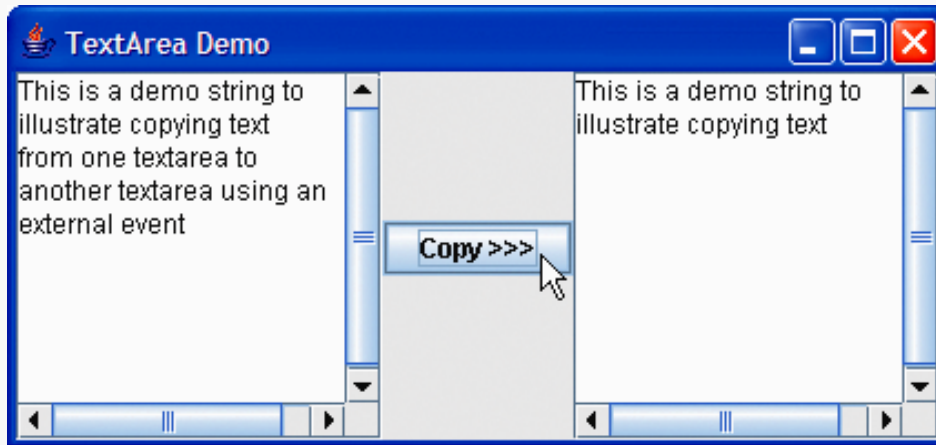 TextArea Demo
This is a demo string to
illustrate copying text
from one textarea to
another textarea using an
external event
Copy >>>
This is a demo string to
illustrate copying text